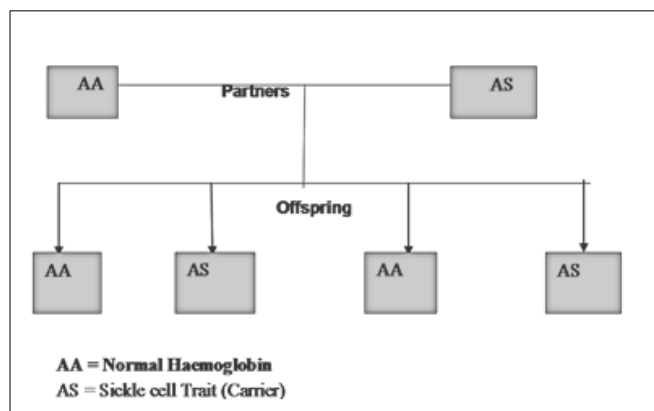 AA
AS
Partners
Offspring
AA
AS
AA
AS
AA = Normal Haemoglobin
AS = Sickle cell Trait (Carrier)